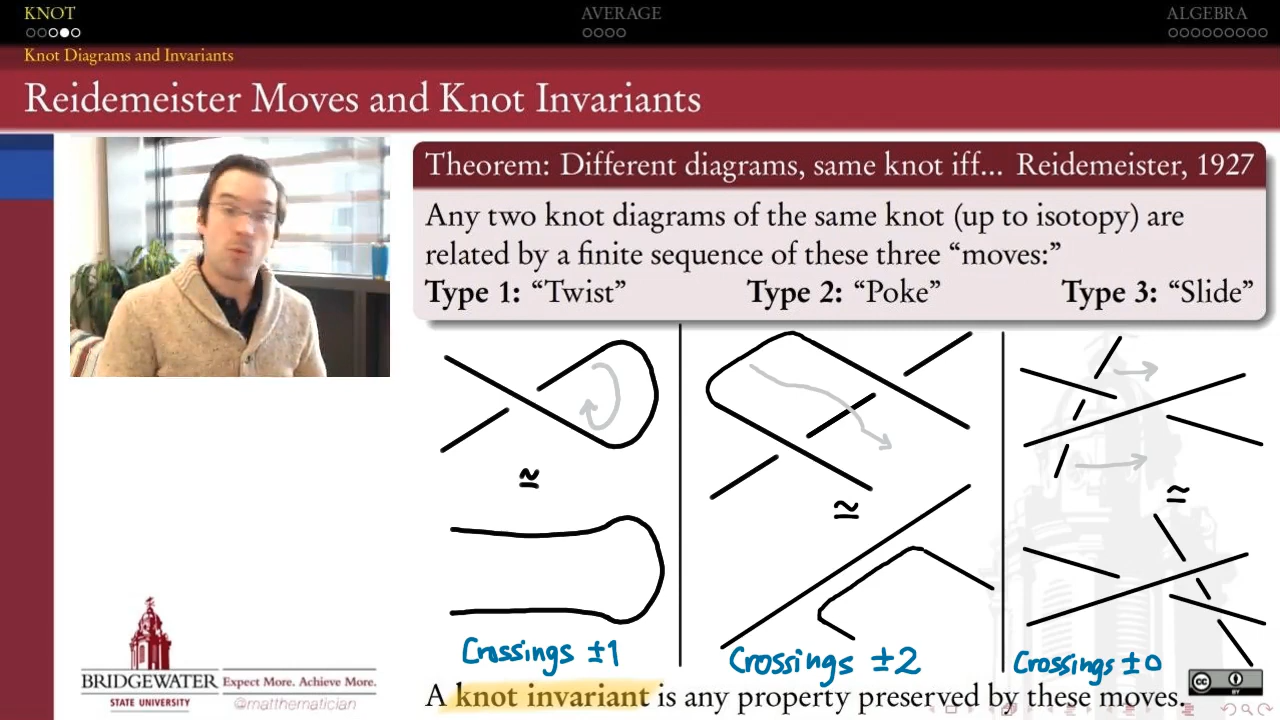 KNOT
AVERAGE
ALGEBRA
Knot Diagrams and Invariants
Reidemeister Moves and Knot Invariants
Theorem: Different diagrams, same knot iff... Reidemeister, 1927
Any two knot diagrams of the same knot (up to isotopy) are
related by a finite sequence of these three “moves:”
Type 1: “Twist” Type 2: “Poke” Type 3: “Slide”
≅
≅
≅
Crossings ±1
Crossings ±2
Crossings ±0
BRIDGEWATER
STATE UNIVERSITY
Expect More. Achieve More.
@matthematician
A knot invariant is any property preserved by these moves.
CC BY